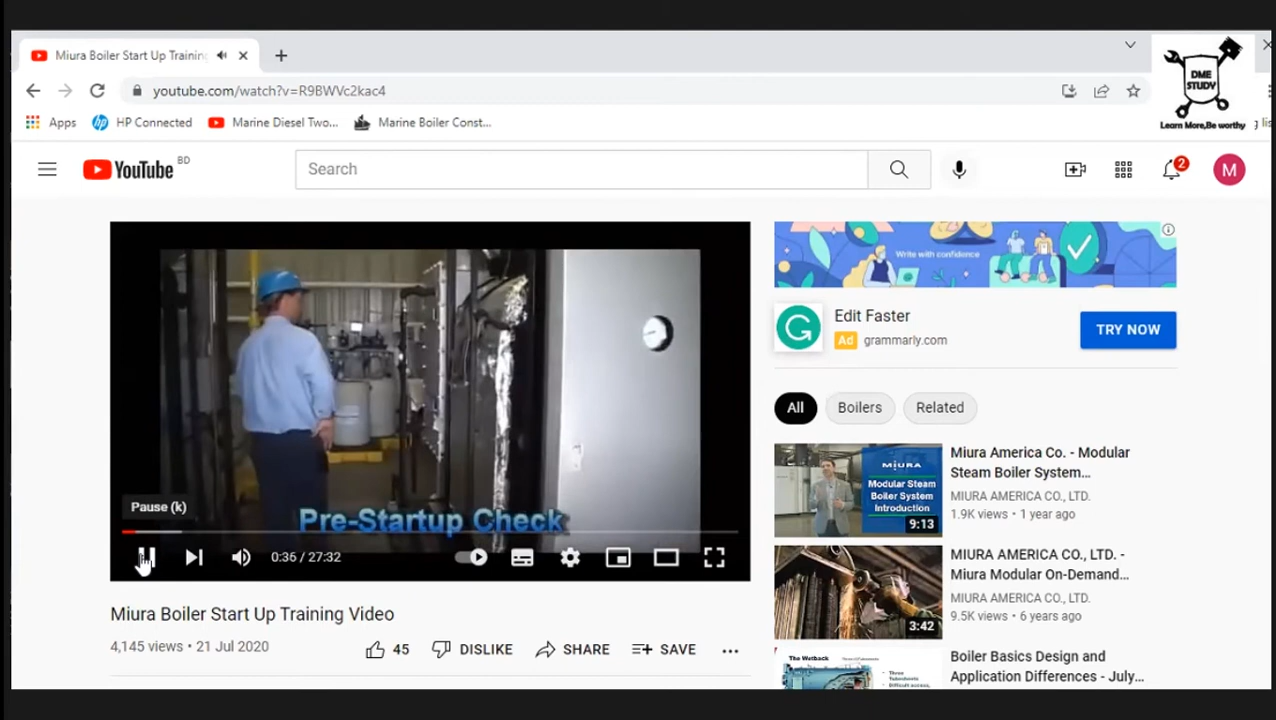 Miura Boiler Start Up Training
DME
STUDY
Learn More,Be worthy
youtube.com/watch?v=R9BWVc2kac4
Apps
HP Connected
Marine Diesel Two...
Marine Boiler Const...
YouTube BD
Search
2
M
Write with confidence
Edit Faster
Ad grammarly.com
TRY NOW
All
Boilers
Related
Pre-Startup Check
Pause (k)
0:36 / 27:32
Miura Boiler Start Up Training Video
4,145 views • 21 Jul 2020
45
DISLIKE
SHARE
SAVE
MIURA
Modular Steam
Boiler System
Introduction
9:13
Miura America Co. - Modular
Steam Boiler System...
MIURA AMERICA CO., LTD.
1.9K views • 1 year ago
3:42
MIURA AMERICA CO., LTD. -
Miura Modular On-Demand...
MIURA AMERICA CO., LTD.
9.5K views • 6 years ago
The Wetback
Boiler Basics Design and
Application Differences - July...